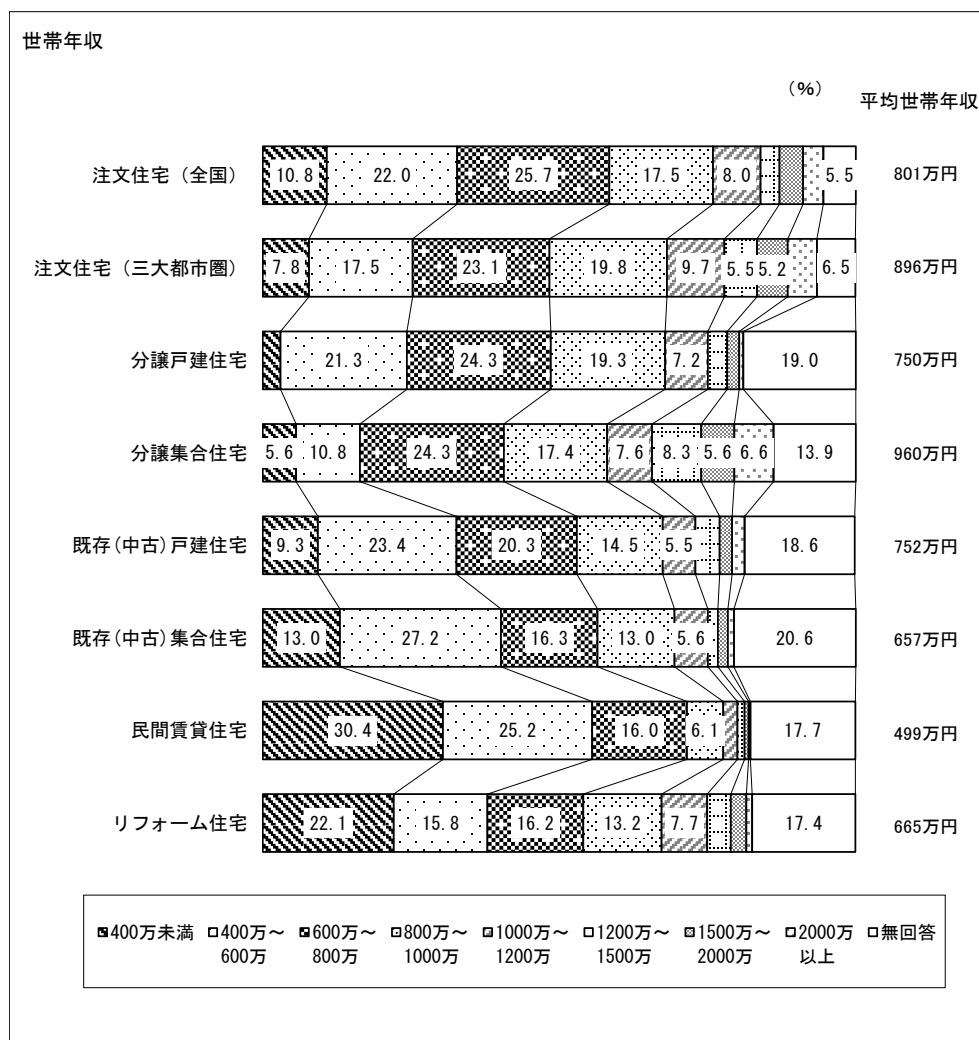 世帯年収
（%）
平均世帯年収
注文住宅（全国） 10.8 22.0 25.7 17.5 8.0 5.5 801万円
注文住宅（三大都市圏） 7.8 17.5 23.1 19.8 9.7 5.5 5.2 6.5 896万円
分譲戸建住宅 21.3 24.3 19.3 7.2 19.0 750万円
分譲集合住宅 5.6 10.8 24.3 17.4 7.6 8.3 5.6 6.6 13.9 960万円
既存(中古)戸建住宅 9.3 23.4 20.3 14.5 5.5 18.6 752万円
既存(中古)集合住宅 13.0 27.2 16.3 13.0 5.6 20.6 657万円
民間賃貸住宅 30.4 25.2 16.0 6.1 17.7 499万円
リフォーム住宅 22.1 15.8 16.2 13.2 7.7 17.4 665万円
400万未満 400万～ 600万～ 800万～ 1000万～ 1200万～ 1500万～ 2000万 無回答
600万 800万 1000万 1200万 1500万 2000万 以上